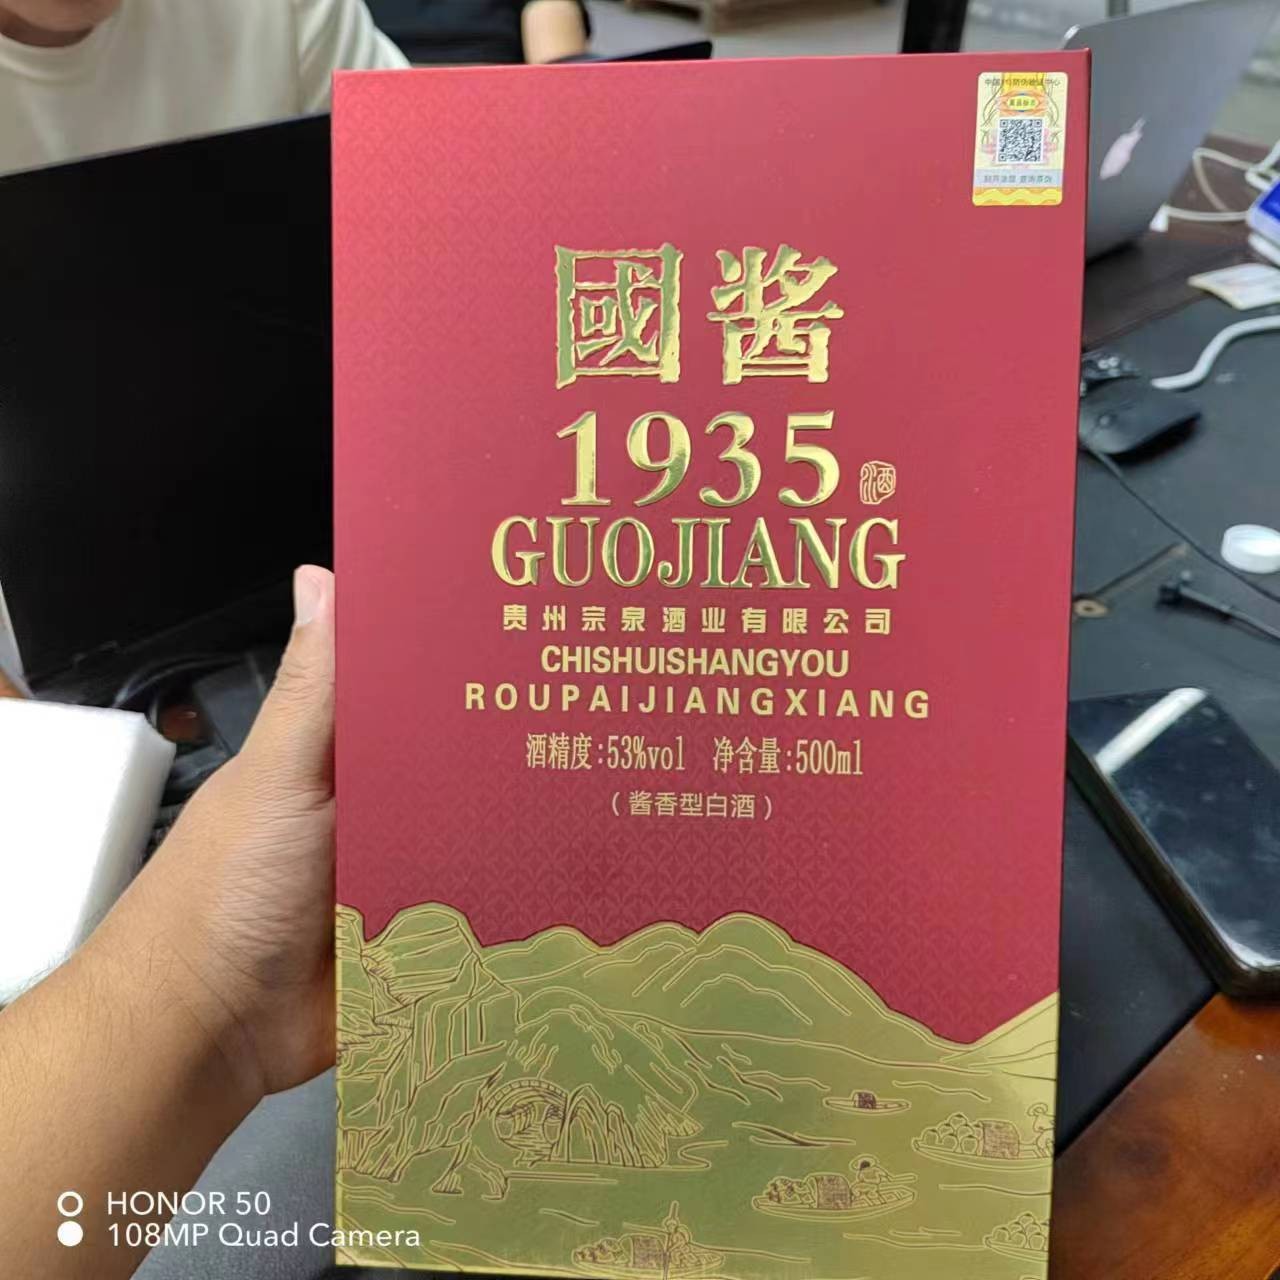 國酱
1935
酒
GUOJIANG
贵州宗泉酒业有限公司
CHISHUISHANGYOU
ROUPAIJIANGXIANG
酒精度:53%vol 净含量:500ml
(酱香型白酒)
HONOR 50
108MP Quad Camera